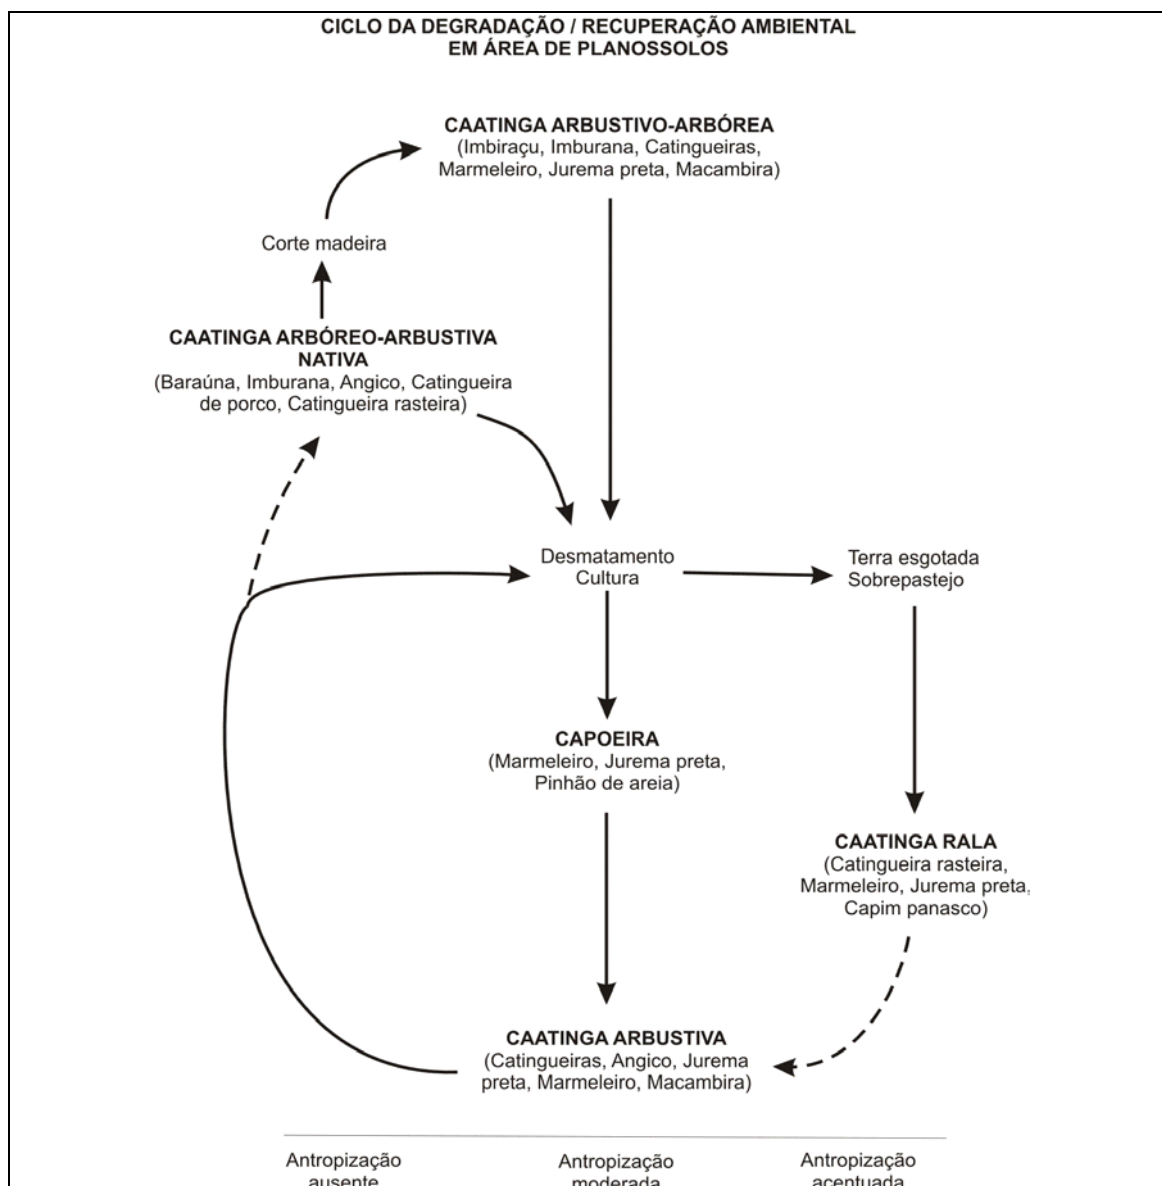 CICLO DA DEGRADAÇÃO / RECUPERAÇÃO AMBIENTAL
EM ÁREA DE PLANOSSOLOS
CAATINGA ARBUSTIVO-ARBÓREA
(Imbiraçu, Imburana, Catingueiras,
Marmeleiro, Jurema preta, Macambira)
Corte madeira
CAATINGA ARBÓREO-ARBUSTIVA
NATIVA
(Baraúna, Imburana, Angico, Catingueira
de porco, Catingueira rasteira)
Desmatamento
Cultura
Terra esgotada
Sobrepastejo
CAPOEIRA
(Marmeleiro, Jurema preta,
Pinhão de areia)
CAATINGA RALA
(Catingueira rasteira,
Marmeleiro, Jurema preta,
Capim panasco)
CAATINGA ARBUSTIVA
(Catingueiras, Angico, Jurema
preta, Marmeleiro, Macambira)
Antropização
ausente
Antropização
moderada
Antropização
acentuada